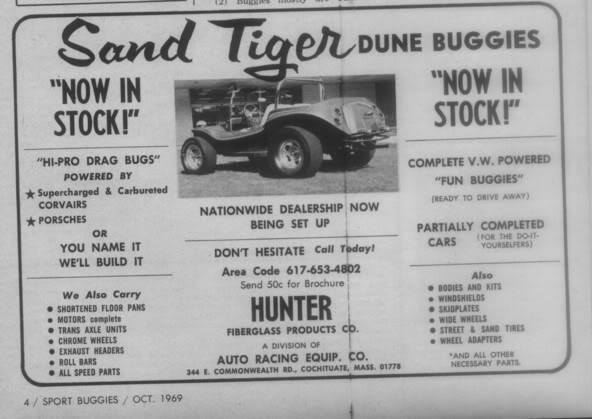 (2) Buggies mostly are
Sand Tiger DUNE BUGGIES
"NOW IN
STOCK!"
"HI-PRO DRAG BUGS"
POWERED BY
★ Supercharged & Carbureted
CORVAIRS
★ PORSCHES
OR
YOU NAME IT
WE'LL BUILD IT
We Also Carry
● SHORTENED FLOOR PANS
● MOTORS complete
● TRANS AXLE UNITS
● CHROME WHEELS
● EXHAUST HEADERS
● ROLL BARS
● ALL SPEED PARTS
NATIONWIDE DEALERSHIP NOW
BEING SET UP
DON'T HESITATE Call Today!
Area Code 617-653-4802
Send 50c for Brochure
HUNTER
FIBERGLASS PRODUCTS CO.
A DIVISION OF
AUTO RACING EQUIP. CO.
344 E. COMMONWEALTH RD., COCHITUATE, MASS. 01778
"NOW IN
STOCK!"
COMPLETE V.W. POWERED
"FUN BUGGIES"
(READY TO DRIVE AWAY)
PARTIALLY COMPLETED
CARS (FOR THE DO-IT-
YOURSELFERS)
Also
● BODIES AND KITS
● WINDSHIELDS
● SKIDPLATES
● WIDE WHEELS
● STREET & SAND TIRES
● WHEEL ADAPTERS
*AND ALL OTHER
NECESSARY PARTS.
4 / SPORT BUGGIES / OCT. 1969